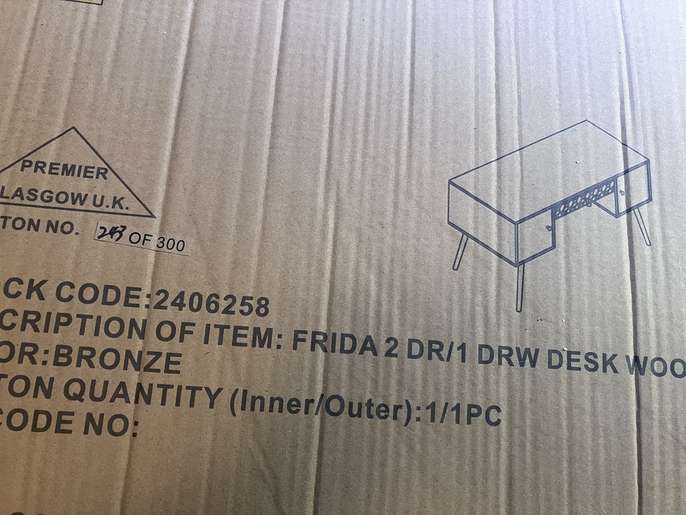 PREMIER
LASGOW U.K.
TON NO. 243 OF 300
CK CODE:2406258
CRIPTION OF ITEM: FRIDA 2 DR/1 DRW DESK WOO
OR:BRONZE
TON QUANTITY (Inner/Outer):1/1PC
CODE NO: